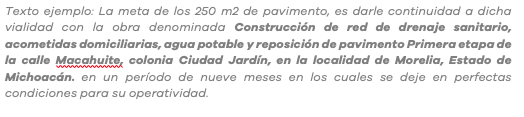 Texto ejemplo: La meta de los 250 m2 de pavimento, es darle continuidad a dicha
vialidad con la obra denominada Construcción de red de drenaje sanitario,
acometidas domiciliarias, agua potable y reposición de pavimento Primera etapa de
la calle Macahuite, colonia Ciudad Jardín, en la localidad de Morelia, Estado de
Michoacán. en un período de nueve meses en los cuales se deje en perfectas
condiciones para su operatividad.